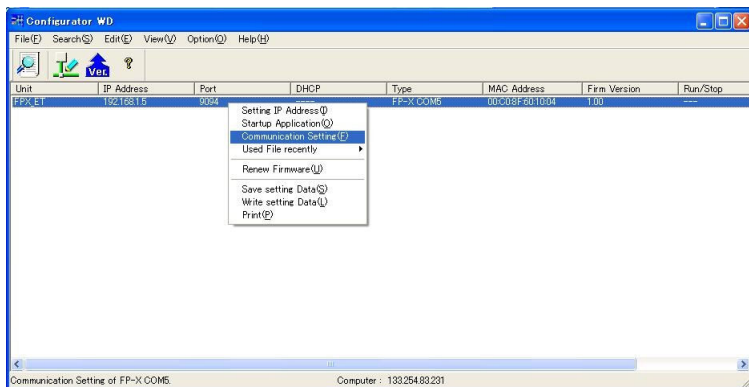 Configurator WD
File(F) Search(S) Edit(E) View(V) Option(O) Help(H)
Ver. ?
Unit IP Address Port DHCP Type MAC Address Firm Version Run/Stop
FPX_ET 192.168.1.5 9094 ---- FP-X COM5 00:C0:8F:60:10:04 1.00 ---
Setting IP Address(I)
Startup Application(O)
Communication Setting(F)
Used File recently
Renew Firmware(U)
Save setting Data(S)
Write setting Data(L)
Print(P)
Communication Setting of FP-X COM5. Computer : 133.254.83.231